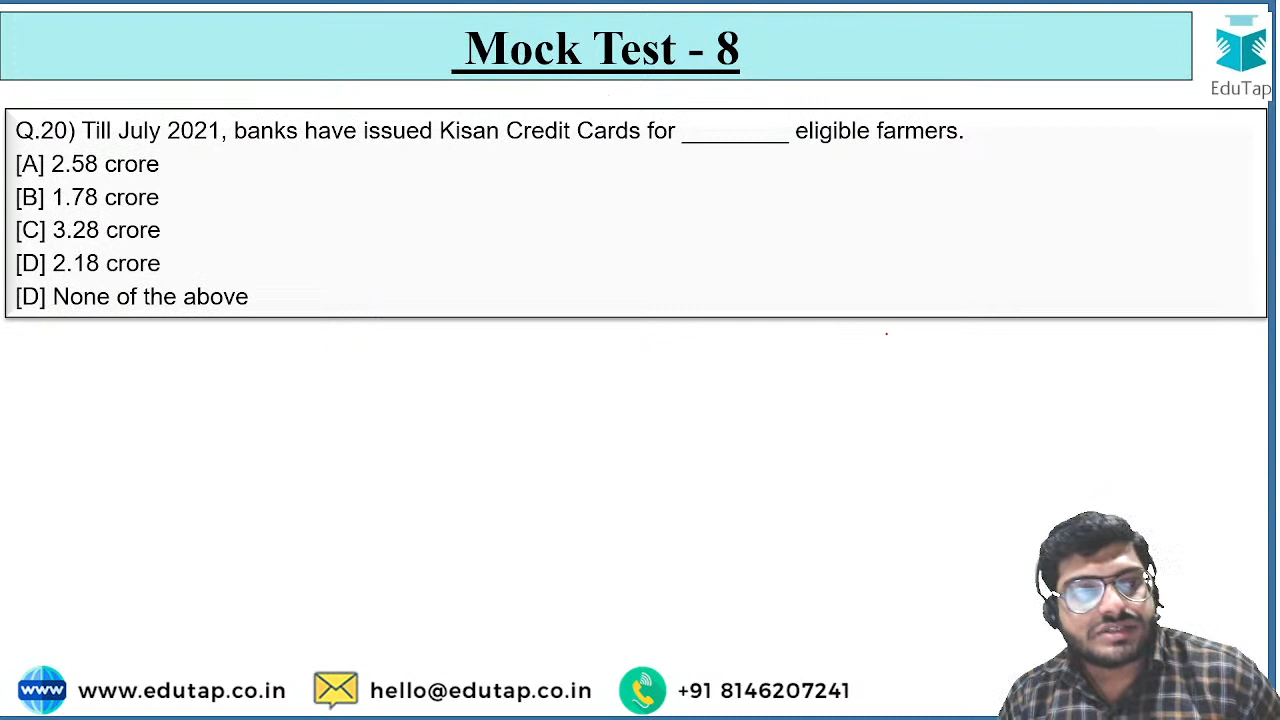 Mock Test - 8
EduTap
Q.20) Till July 2021, banks have issued Kisan Credit Cards for ________ eligible farmers.
[A] 2.58 crore
[B] 1.78 crore
[C] 3.28 crore
[D] 2.18 crore
[D] None of the above
www www.edutap.co.in hello@edutap.co.in +91 8146207241